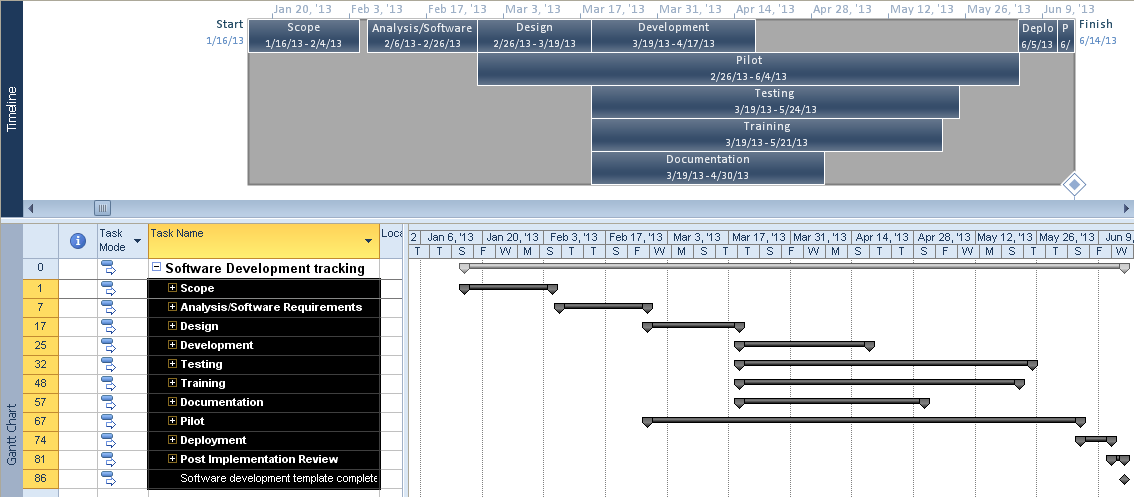 Jan 20, '13 Feb 3, '13 Feb 17, '13 Mar 3, '13 Mar 17, '13 Mar 31, '13 Apr 14, '13 Apr 28, '13 May 12, '13 May 26, '13 Jun 9, '13
Start
1/16/13
Scope
1/16/13 - 2/4/13
Analysis/Software
2/6/13 - 2/26/13
Design
2/26/13 - 3/19/13
Development
3/19/13 - 4/17/13
Deplo
6/5/13
P
6/
Finish
6/14/13
Pilot
2/26/13 - 6/4/13
Testing
3/19/13 - 5/24/13
Training
3/19/13 - 5/21/13
Documentation
3/19/13 - 4/30/13
Timeline
Task Mode Task Name Loca
2 Jan 6, '13 Jan 20, '13 Feb 3, '13 Feb 17, '13 Mar 3, '13 Mar 17, '13 Mar 31, '13 Apr 14, '13 Apr 28, '13 May 12, '13 May 26, '13 Jun 9,
T T S F W M S T T S F W M S T T S F W M S T T S F W M S T T S F W
0 Software Development tracking
1 Scope
7 Analysis/Software Requirements
17 Design
25 Development
32 Testing
48 Training
57 Documentation
67 Pilot
74 Deployment
81 Post Implementation Review
86 Software development template complete
Gantt Chart